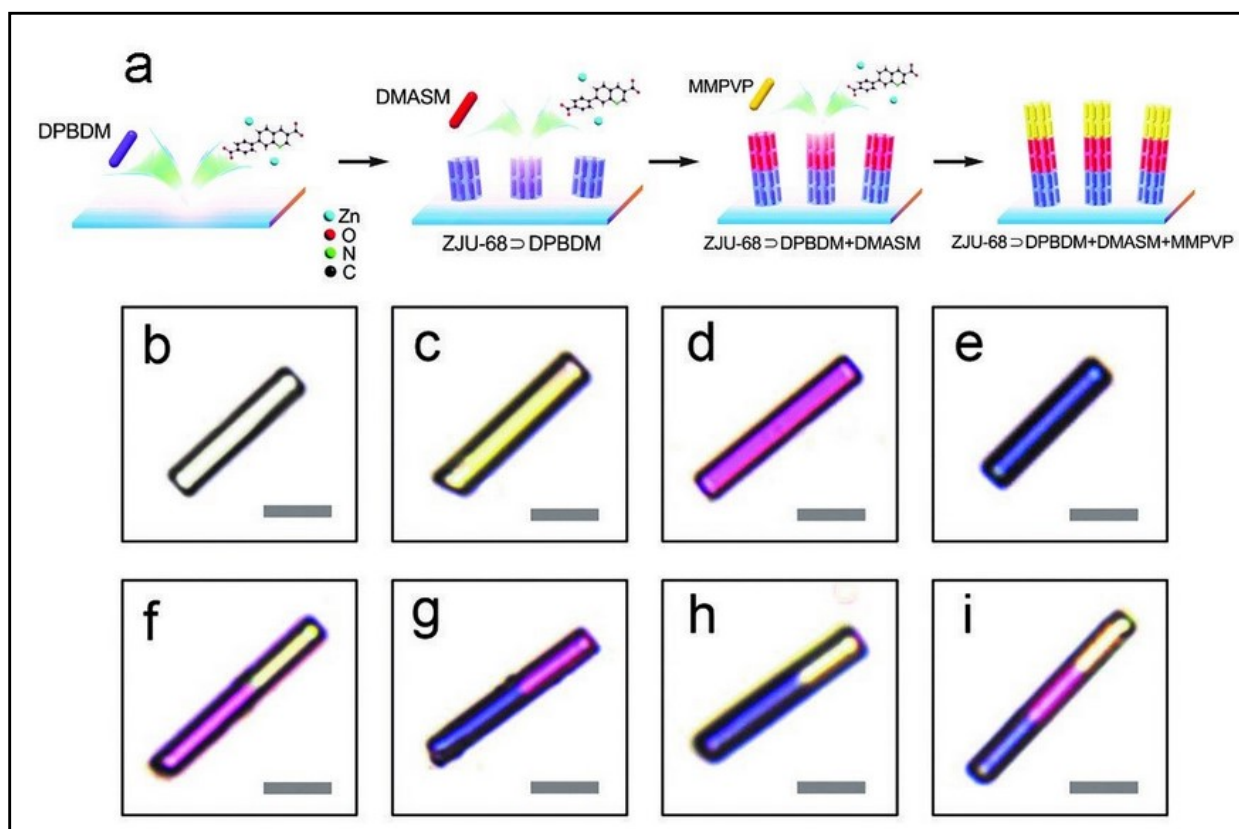 a
DPBDM
DMASM
MMPVP
Zn
O
N
C
ZJU-68⊃DPBDM
ZJU-68⊃DPBDM+DMASM
ZJU-68⊃DPBDM+DMASM+MMPVP
b
c
d
e
f
g
h
i